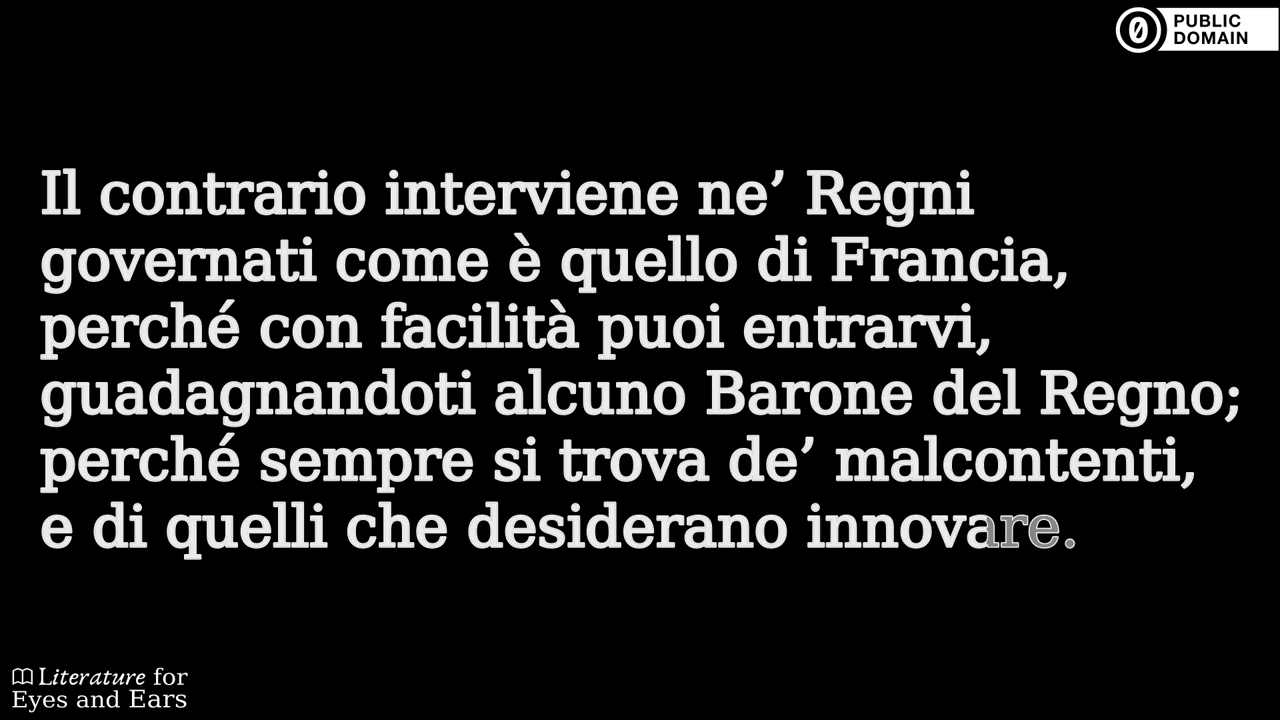 PUBLIC
DOMAIN
Il contrario interviene ne’ Regni
governati come è quello di Francia,
perché con facilità puoi entrarvi,
guadagnandoti alcuno Barone del Regno;
perché sempre si trova de’ malcontenti,
e di quelli che desiderano innovare.
Literature for
Eyes and Ears